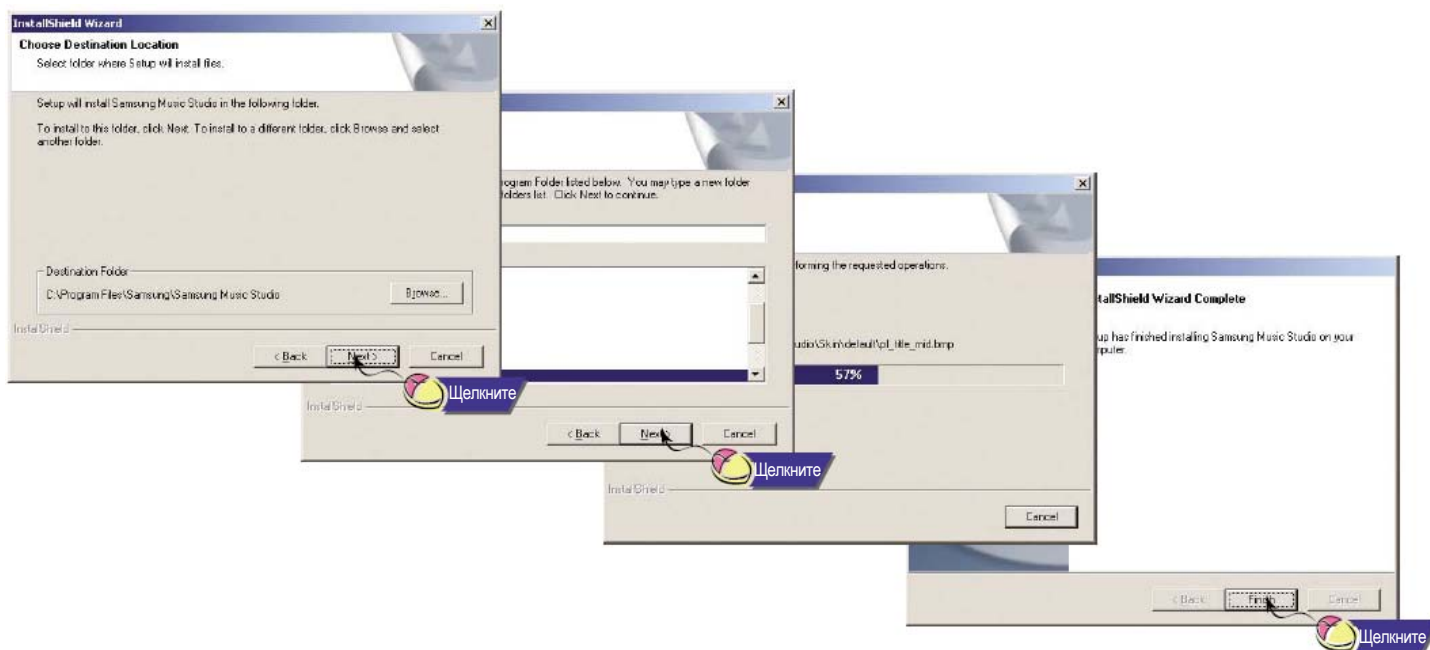 InstallShield Wizard
Choose Destination Location
Select folder where Setup will install files.
Setup will install Samsung Music Studio in the following folder.
To install to this folder, click Next. To install to a different folder, click Browse and select
another folder.
Destination Folder
C:\Program Files\Samsung\Samsung Music Studio
Browse...
InstallShield
< Back
Next >
Cancel
Щелкните
rogram Folder listed below. You may type a new folder
folders list. Click Next to continue.
InstallShield
< Back
Next >
Cancel
Щелкните
forming the requested operations.
udio\Skin\default\pl_title_mid.bmp
57%
InstallShield
Cancel
tallShield Wizard Complete
up has finished installing Samsung Music Studio on your
mputer.
< Back
Finish
Cancel
Щелкните